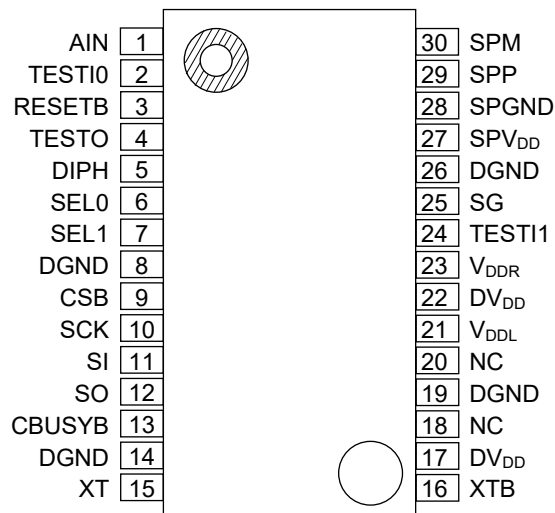 AIN 1 30 SPM
TESTI0 2 29 SPP
RESETB 3 28 SPGND
TESTO 4 27 SPVDD
DIPH 5 26 DGND
SEL0 6 25 SG
SEL1 7 24 TESTI1
DGND 8 23 VDDR
CSB 9 22 DVDD
SCK 10 21 VDDL
SI 11 20 NC
SO 12 19 DGND
CBUSYB 13 18 NC
DGND 14 17 DVDD
XT 15 16 XTB